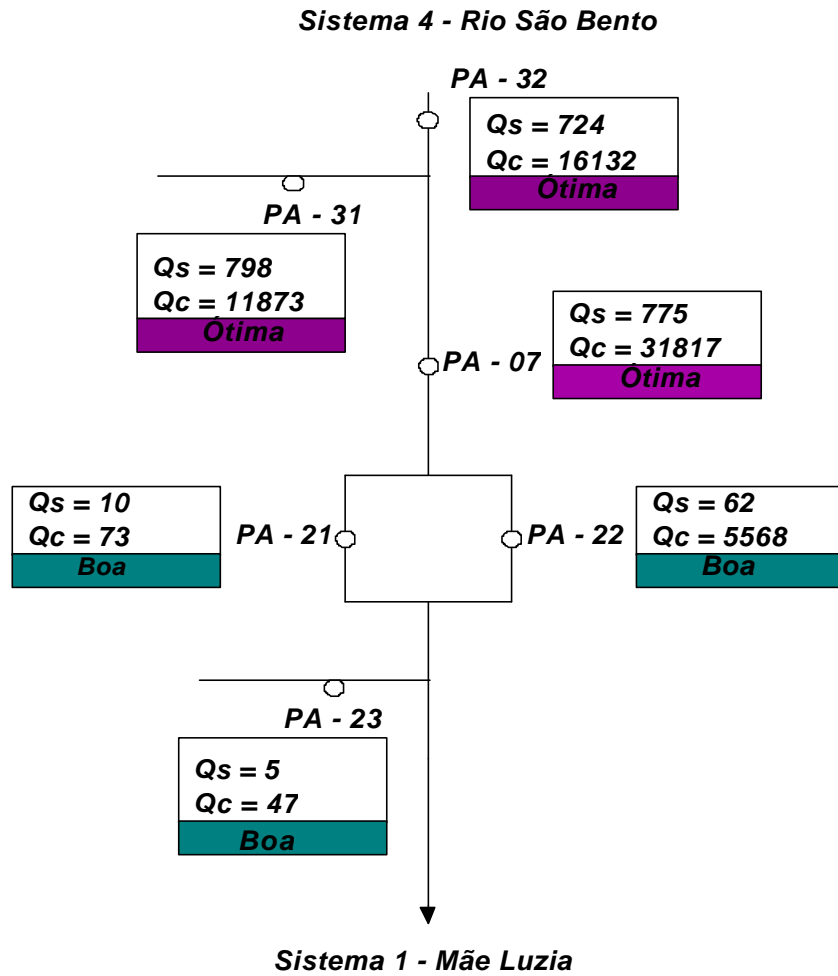 Sistema 4 - Rio São Bento
PA - 32
Qs = 724
Qc = 16132
Ótima
PA - 31
Qs = 798
Qc = 11873
Ótima
Qs = 775
PA - 07
Qc = 31817
Ótima
Qs = 10
Qc = 73
Boa
PA - 21
PA - 22
Qs = 62
Qc = 5568
Boa
PA - 23
Qs = 5
Qc = 47
Boa
Sistema 1 - Mãe Luzia